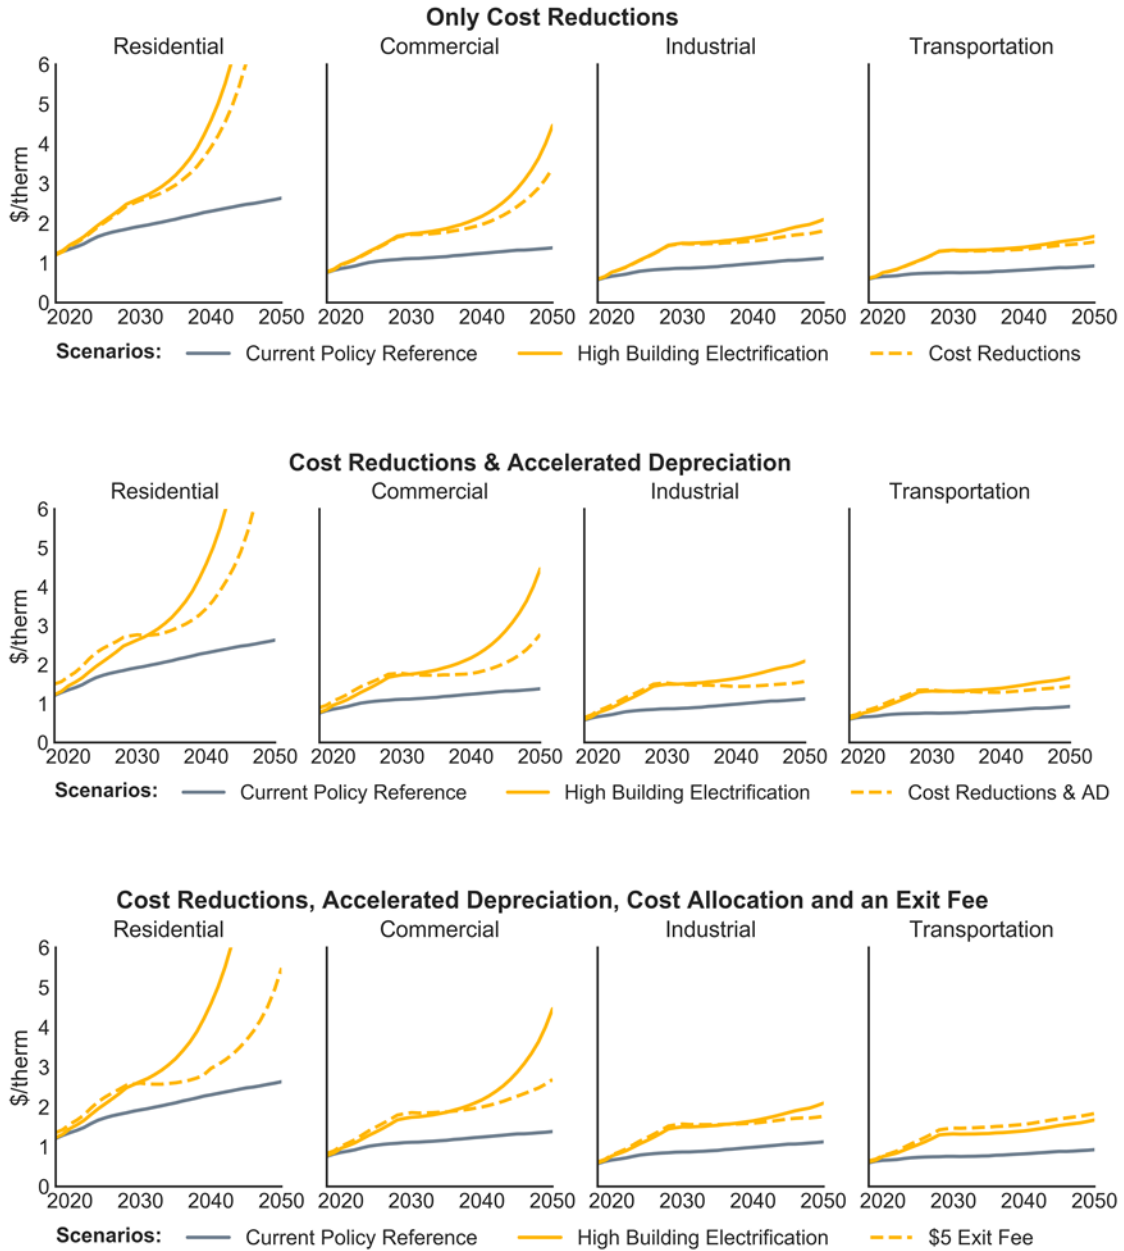 Only Cost Reductions
Residential Commercial Industrial Transportation
6
5
4
3
2
1
0
$/therm
2020 2030 2040 2050 2020 2030 2040 2050 2020 2030 2040 2050 2020 2030 2040 2050
Scenarios: Current Policy Reference High Building Electrification Cost Reductions
Cost Reductions & Accelerated Depreciation
Residential Commercial Industrial Transportation
6
5
4
3
2
1
0
$/therm
2020 2030 2040 2050 2020 2030 2040 2050 2020 2030 2040 2050 2020 2030 2040 2050
Scenarios: Current Policy Reference High Building Electrification Cost Reductions & AD
Cost Reductions, Accelerated Depreciation, Cost Allocation and an Exit Fee
Residential Commercial Industrial Transportation
6
5
4
3
2
1
0
$/therm
2020 2030 2040 2050 2020 2030 2040 2050 2020 2030 2040 2050 2020 2030 2040 2050
Scenarios: Current Policy Reference High Building Electrification $5 Exit Fee